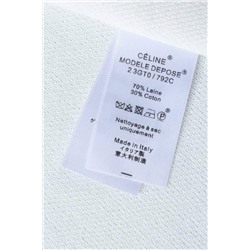 CÉLINE®
MODELE DEPOSE®
2.3GT0 / 792C
70% Laine
30% Coton
Nettoyage à sec
uniquement
Made in Italy
イタリア製
意大利制造